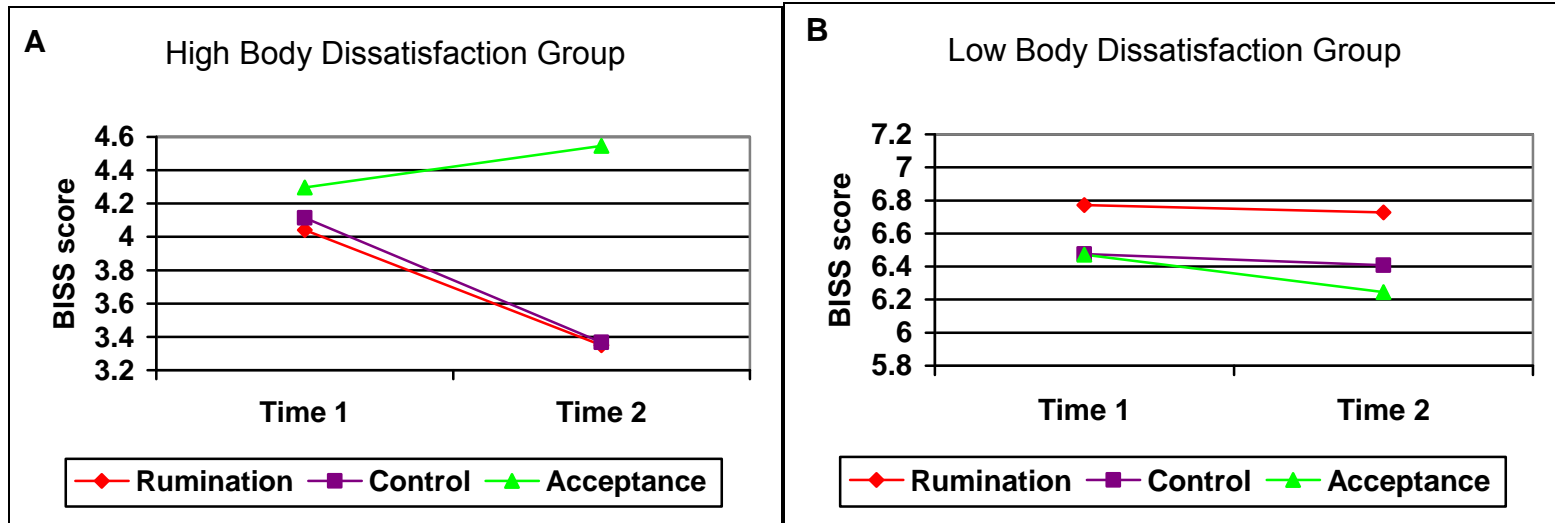 A
High Body Dissatisfaction Group
BISS score
4.6
4.4
4.2
4
3.8
3.6
3.4
3.2
Time 1 Time 2
Rumination Control Acceptance
B
Low Body Dissatisfaction Group
BISS score
7.2
7
6.8
6.6
6.4
6.2
6
5.8
Time 1 Time 2
Rumination Control Acceptance